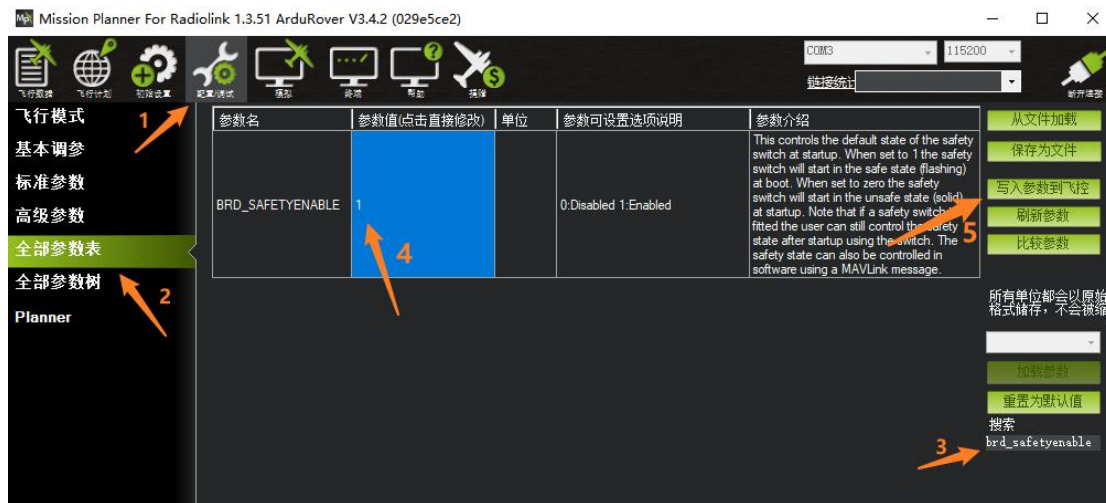 Mission Planner For Radiolink 1.3.51 ArduRover V3.4.2 (029e5ce2)
飞行数据 飞行计划 初始设置 配置/调试 模拟 终端 帮助 捐赠
COM3 115200
链接统计
断开连接
飞行模式
基本调参
标准参数
高级参数
全部参数表
全部参数树
Planner
1
2
参数名 参数值(点击直接修改) 单位 参数可设置选项说明 参数介绍
BRD_SAFETYENABLE 1 0:Disabled 1:Enabled
This controls the default state of the safety
switch at startup. When set to 1 the safety
switch will start in the safe state (flashing)
at boot. When set to zero the safety
switch will start in the unsafe state (solid)
at startup. Note that if a safety switch
fitted the user can still control the safety
state after startup using the switch. The
safety state can also be controlled in
software using a MAVLink message.
4
5
从文件加载
保存为文件
写入参数到飞控
刷新参数
比较参数
所有单位都会以原始
格式储存，不会被缩
加载参数
重置为默认值
搜索
3
brd_safetyenable